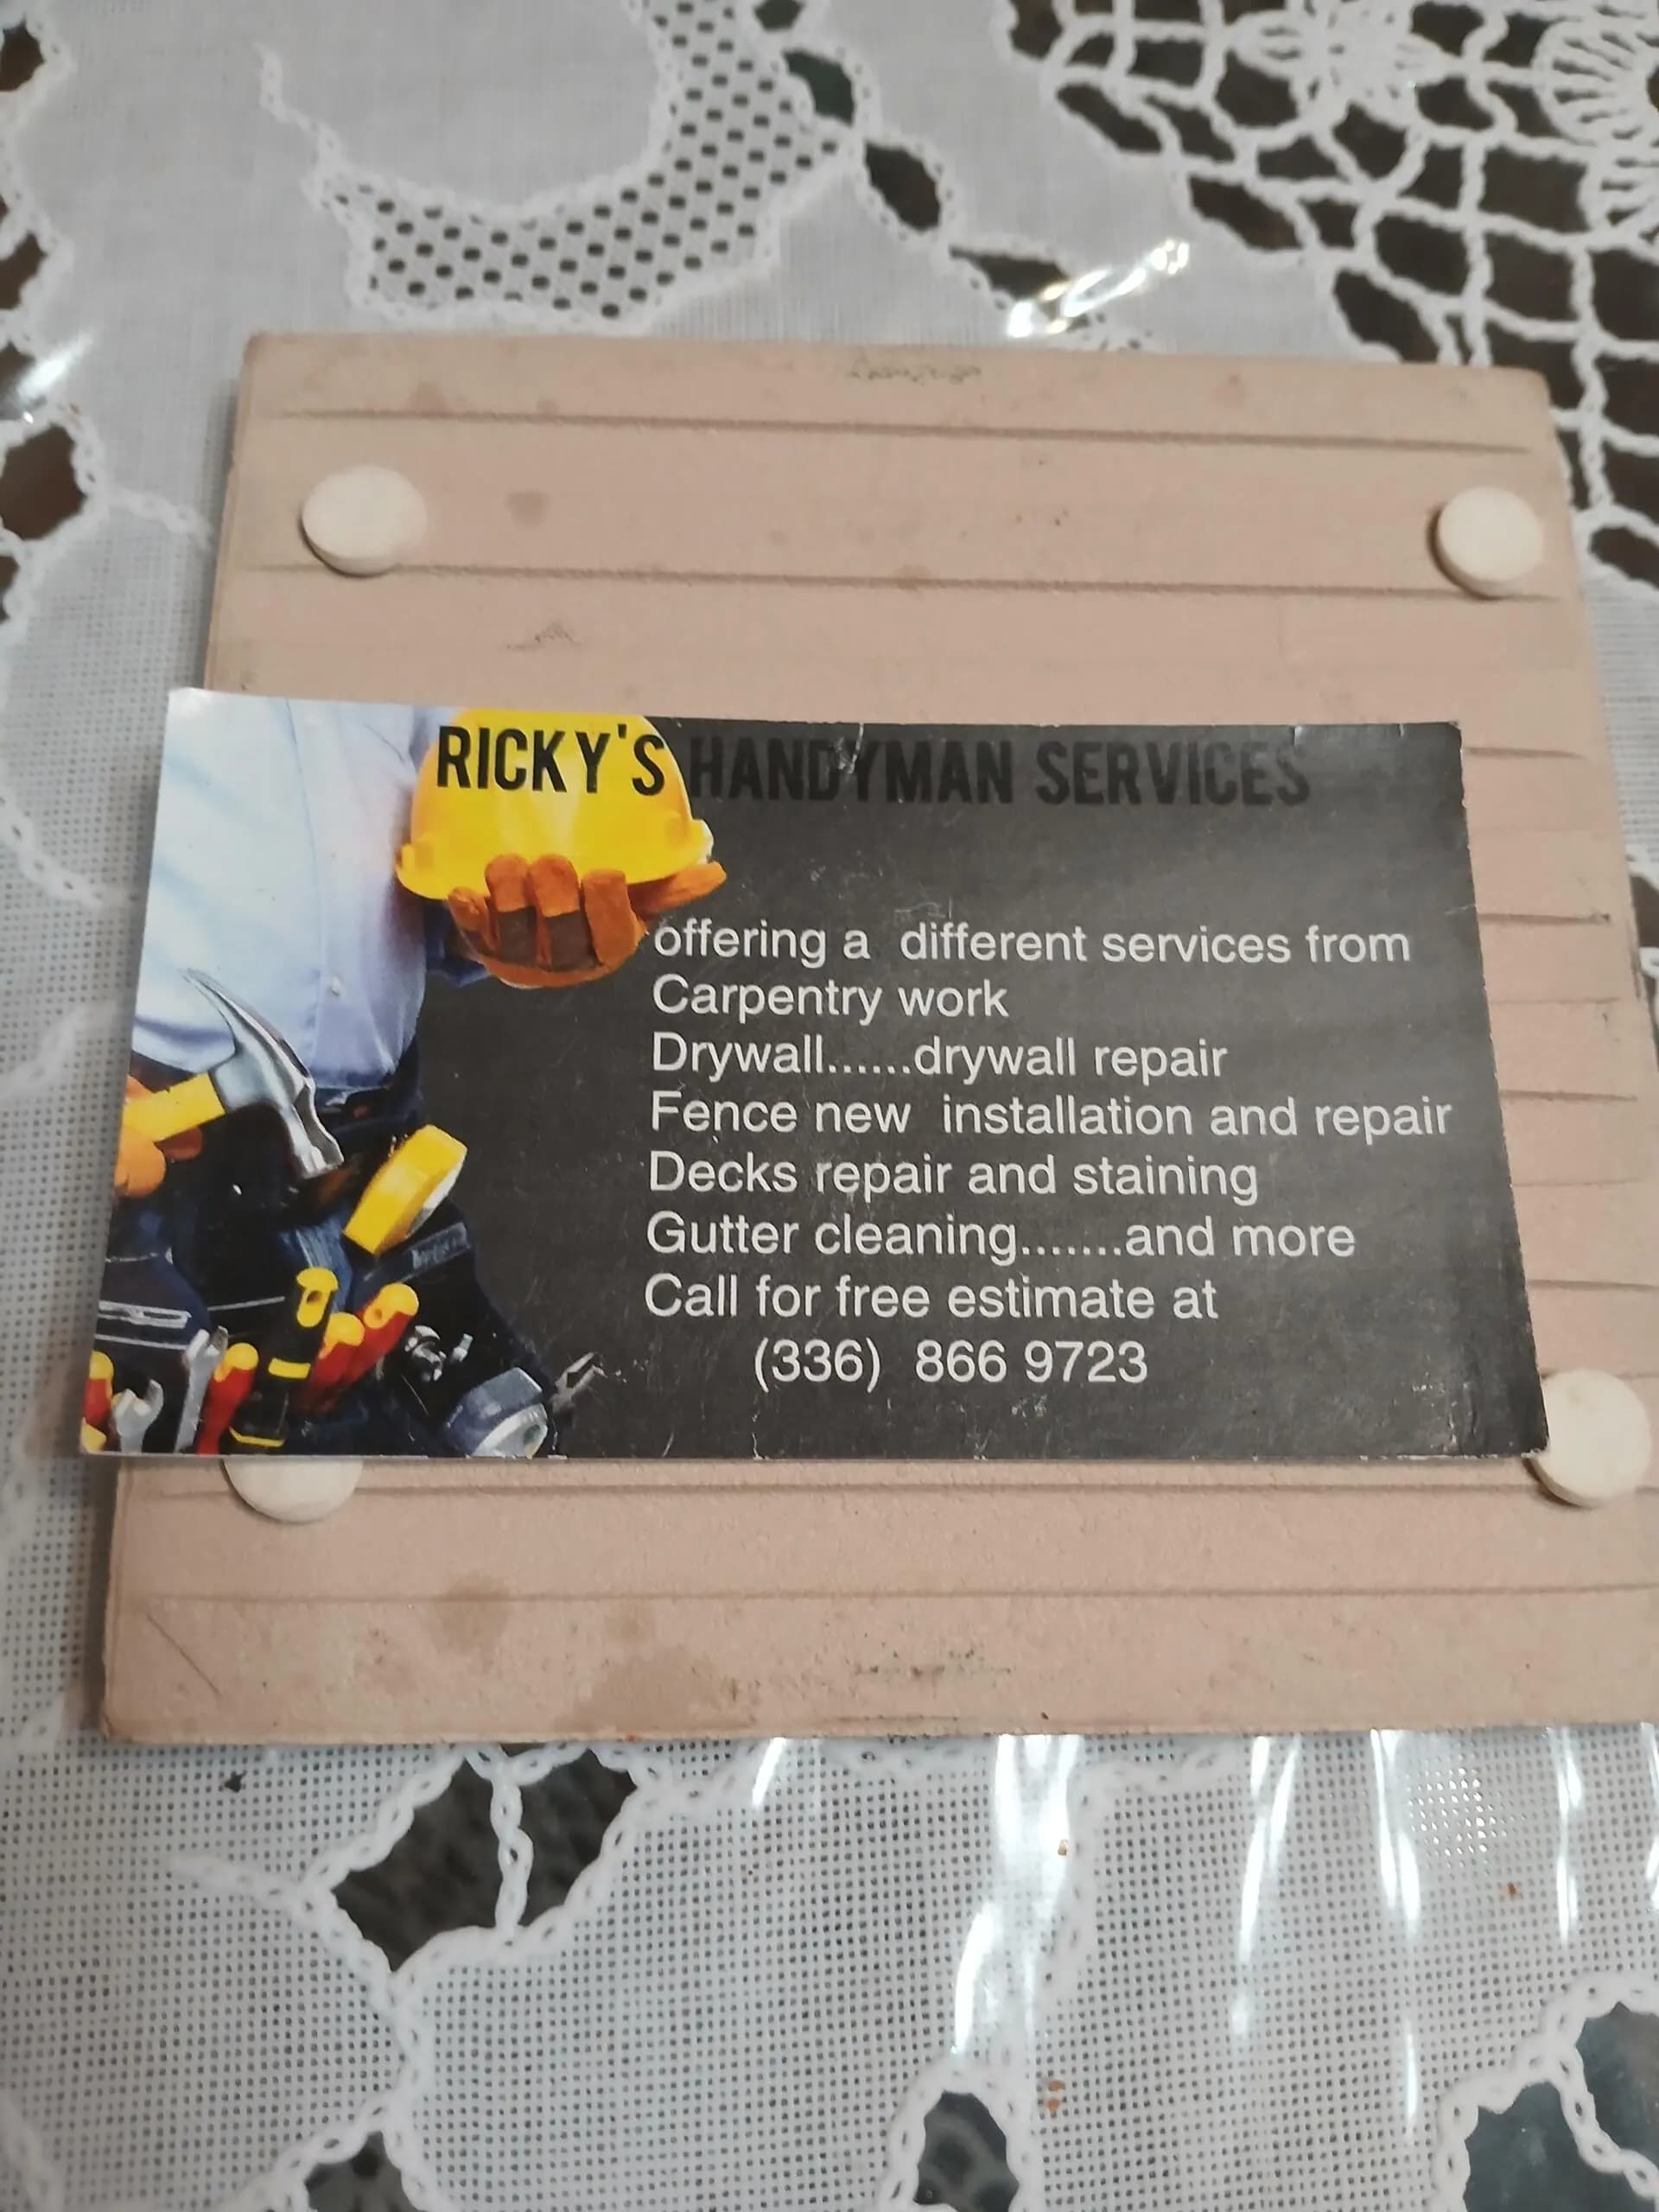 RICKY'S HANDYMAN SERVICES
offering a different services from
Carpentry work
Drywall......drywall repair
Fence new installation and repair
Decks repair and staining
Gutter cleaning.......and more
Call for free estimate at
(336) 866 9723